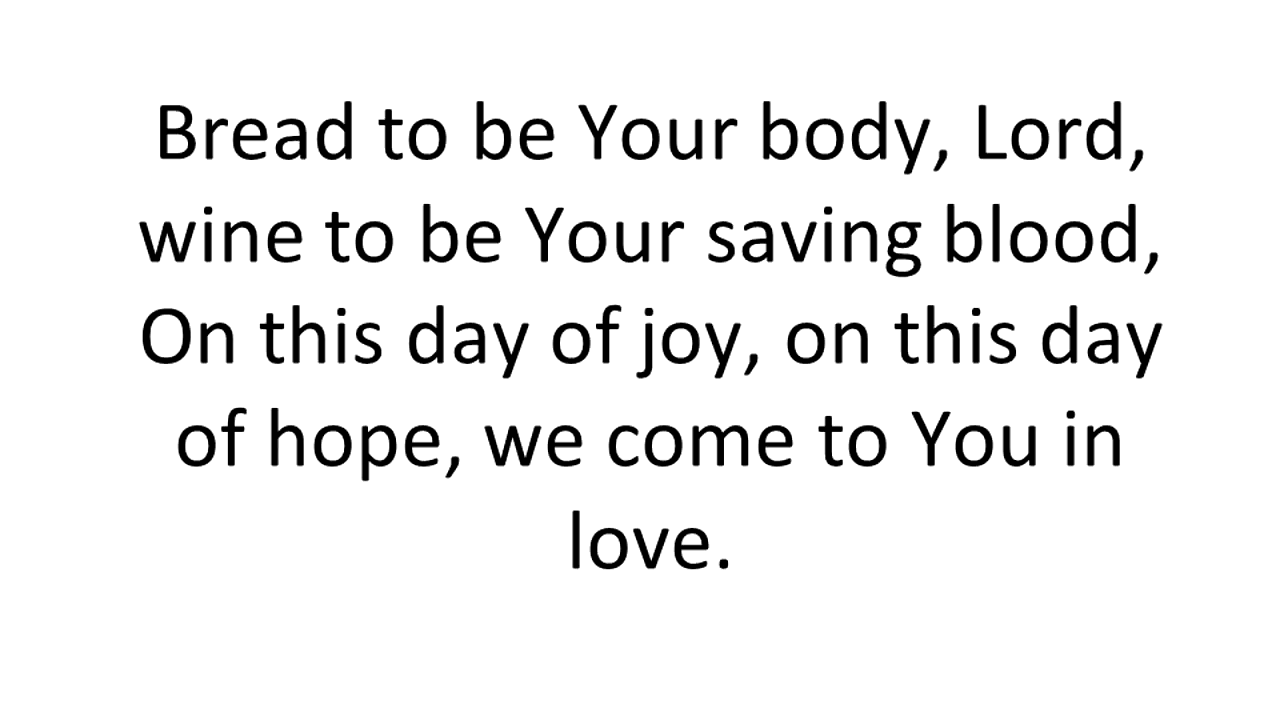 Bread to be Your body, Lord,
wine to be Your saving blood,
On this day of joy, on this day
of hope, we come to You in
love.